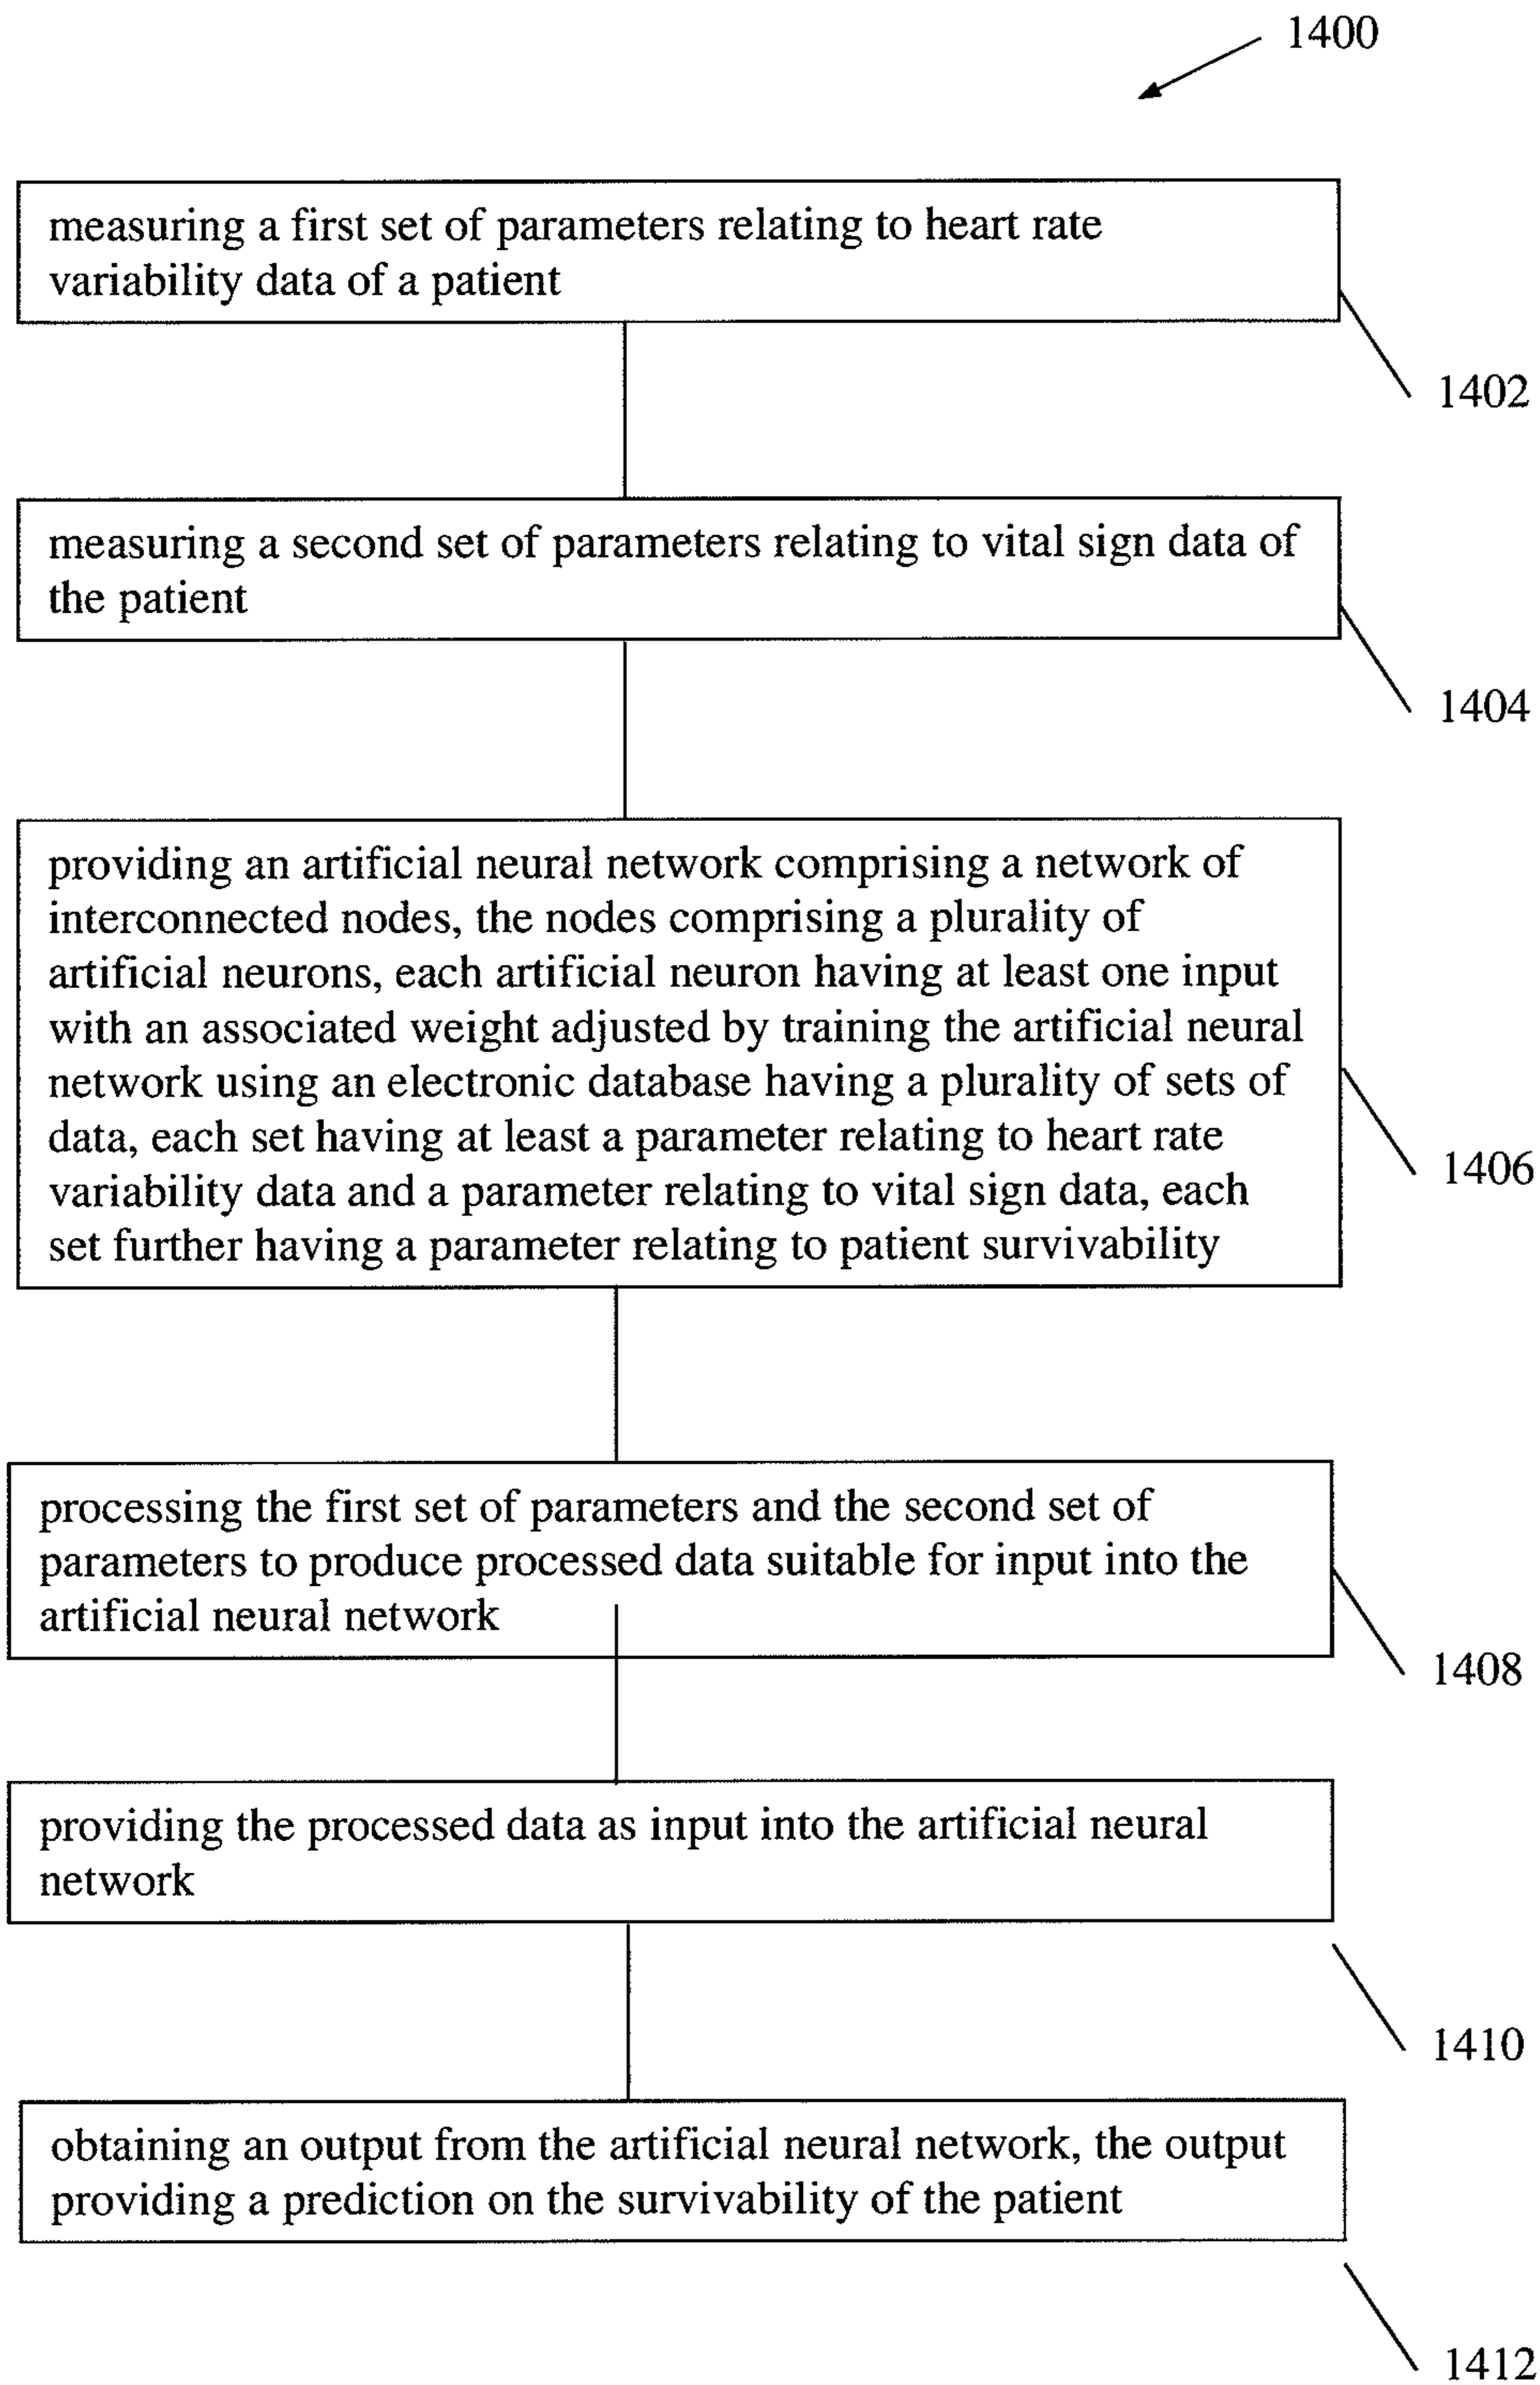 1400
measuring a first set of parameters relating to heart rate
variability data of a patient
1402
measuring a second set of parameters relating to vital sign data of
the patient
1404
providing an artificial neural network comprising a network of
interconnected nodes, the nodes comprising a plurality of
artificial neurons, each artificial neuron having at least one input
with an associated weight adjusted by training the artificial neural
network using an electronic database having a plurality of sets of
data, each set having at least a parameter relating to heart rate
variability data and a parameter relating to vital sign data, each
set further having a parameter relating to patient survivability
1406
processing the first set of parameters and the second set of
parameters to produce processed data suitable for input into the
artificial neural network
1408
providing the processed data as input into the artificial neural
network
1410
obtaining an output from the artificial neural network, the output
providing a prediction on the survivability of the patient
1412